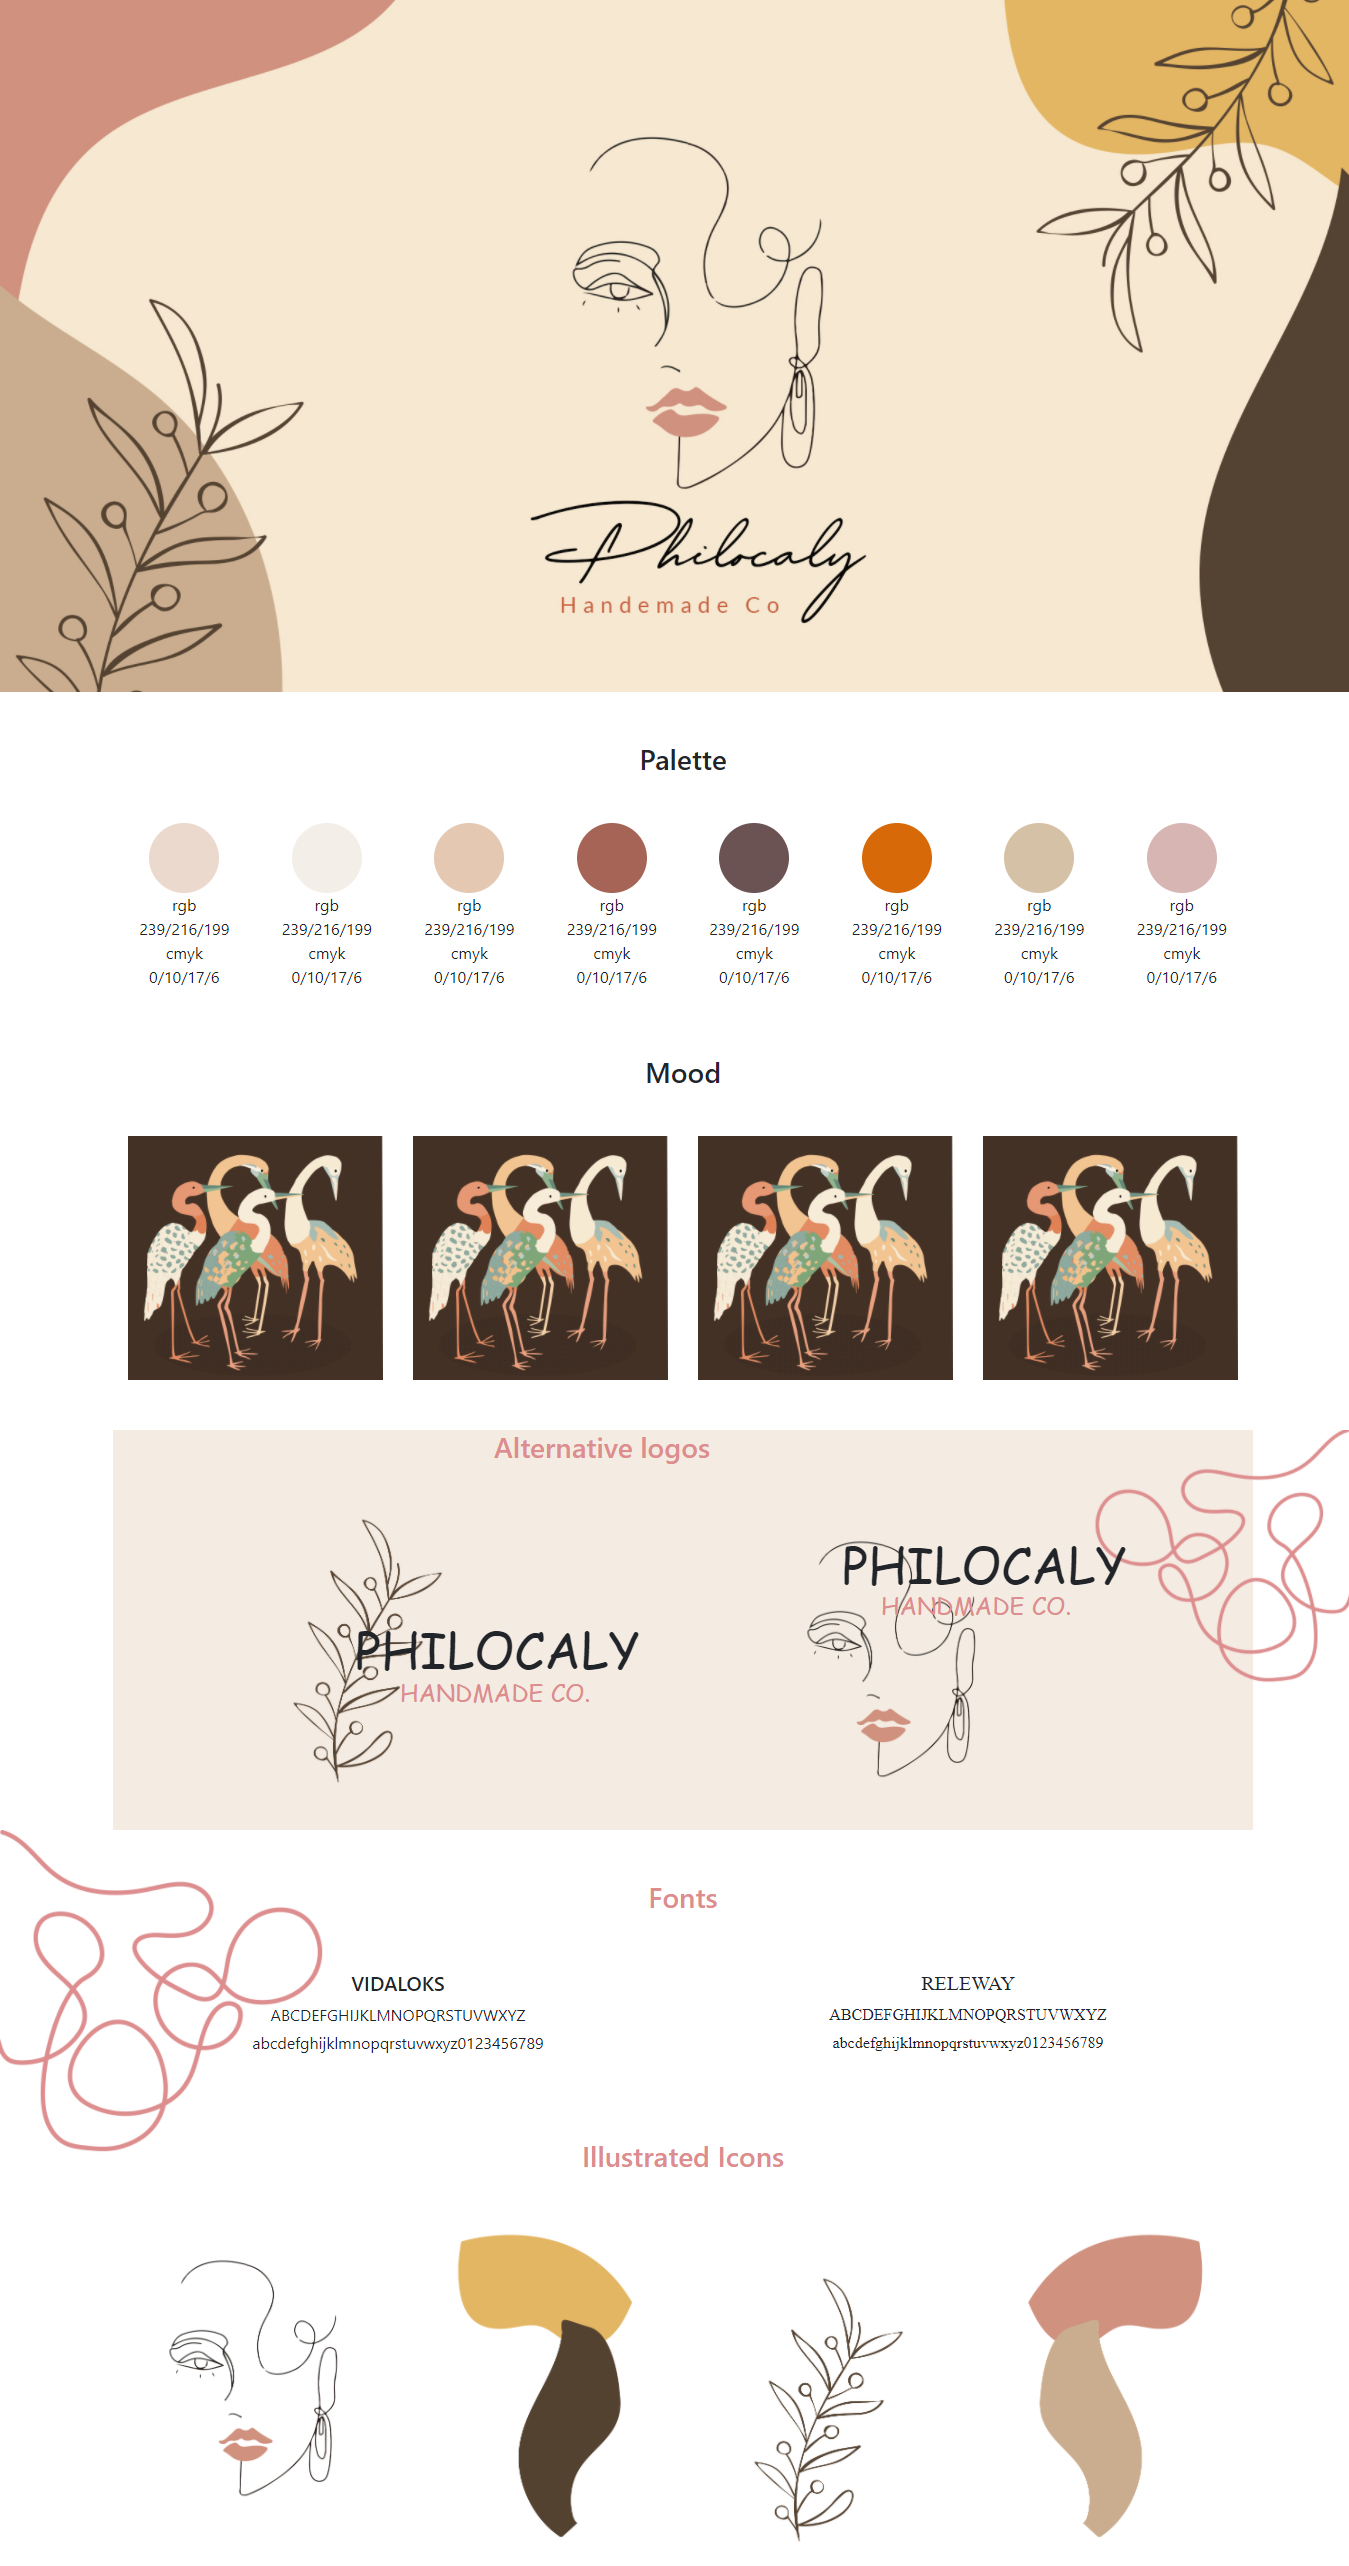 Philocaly
Handemade Co
Palette
rgb rgb rgb rgb rgb rgb rgb rgb
239/216/199 239/216/199 239/216/199 239/216/199 239/216/199 239/216/199 239/216/199 239/216/199
cmyk cmyk cmyk cmyk cmyk cmyk cmyk cmyk
0/10/17/6 0/10/17/6 0/10/17/6 0/10/17/6 0/10/17/6 0/10/17/6 0/10/17/6 0/10/17/6
Mood
Alternative logos
PHILOCALY
HANDMADE CO.
PHILOCALY
HANDMADE CO.
Fonts
VIDALOKS
ABCDEFGHIJKLMNOPQRSTUVWXYZ
abcdefghijklmnopqrstuvwxyz0123456789
RELEWAY
ABCDEFGHIJKLMNOPQRSTUVWXYZ
abcdefghijklmnopqrstuvwxyz0123456789
Illustrated Icons